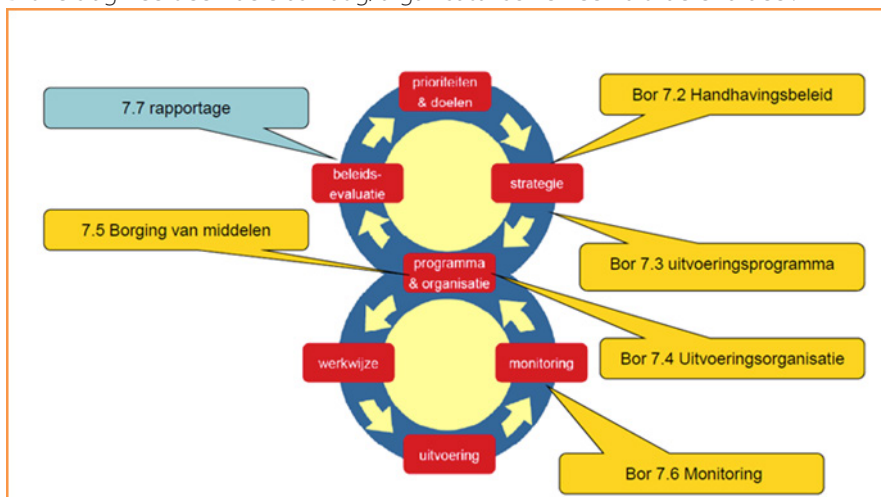 prioriteiten
& doelen
7.7 rapportage
Bor 7.2 Handhavingsbeleid
beleids-
evaluatie
strategie
7.5 Borging van middelen
programma
& organisatie
Bor 7.3 uitvoeringsprogramma
werkwijze
monitoring
Bor 7.4 Uitvoeringsorganisatie
uitvoering
Bor 7.6 Monitoring